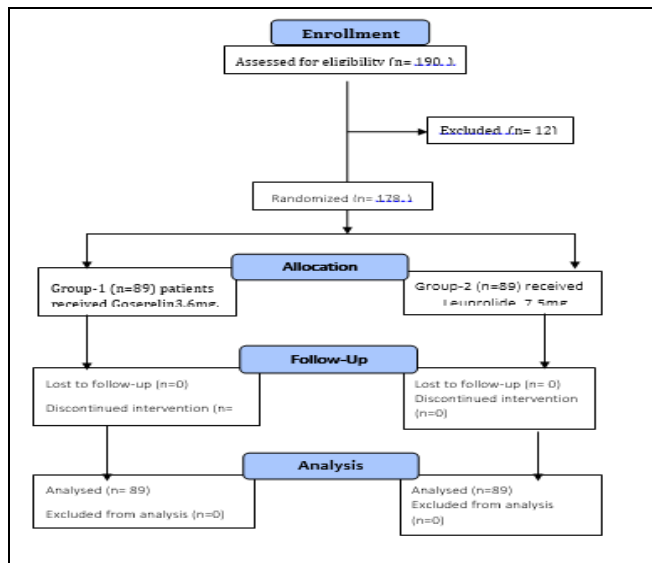 Enrollment
Assessed for eligibility (n= 190 )
Excluded (n= 12)
Randomized (n= 178 )
Allocation
Group-1 (n=89) patients
received Goserelin3.6mg.
Group-2 (n=89) received
Leuprolide 7.5mg
Follow-Up
Lost to follow-up (n=0)
Discontinued intervention (n=
Lost to follow-up (n= 0)
Discontinued intervention
(n=0)
Analysis
Analysed (n= 89)
Excluded from analysis (n=0)
Analysed (n=89)
Excluded from analysis
(n=0)